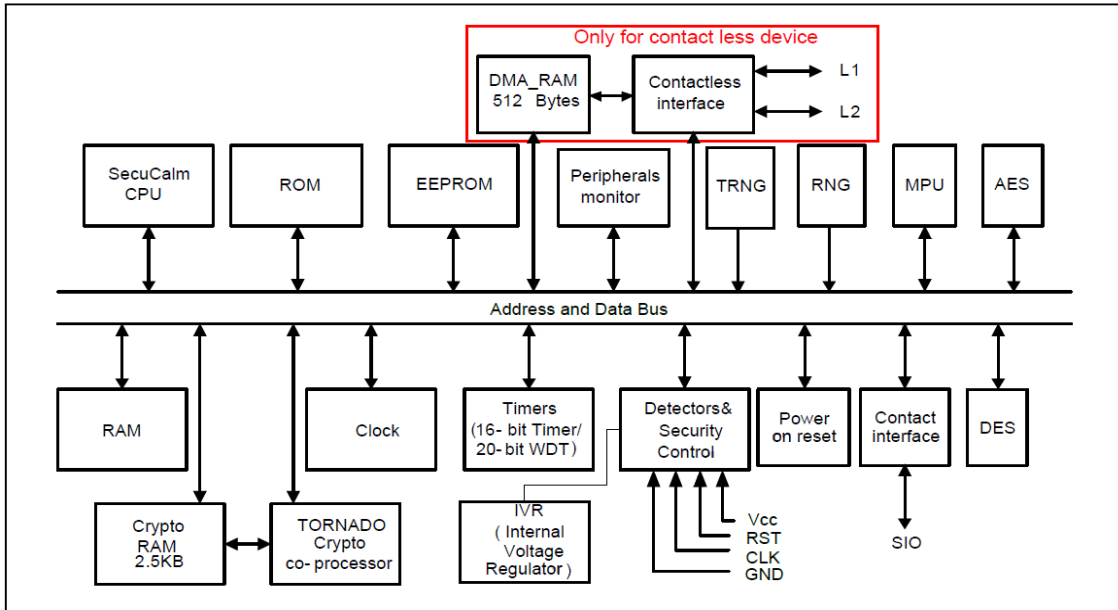 Only for contact less device
DMA_RAM
512 Bytes
Contactless
interface
L1
L2
SecuCalm
CPU
ROM
EEPROM
Peripherals
monitor
TRNG
RNG
MPU
AES
Address and Data Bus
RAM
Clock
Timers
(16- bit Timer/
20- bit WDT)
Detectors&
Security
Control
Power
on reset
Contact
interface
DES
Crypto
RAM
2.5KB
TORNADO
Crypto
co- processor
IVR
( Internal
Voltage
Regulator )
Vcc
RST
CLK
GND
SIO